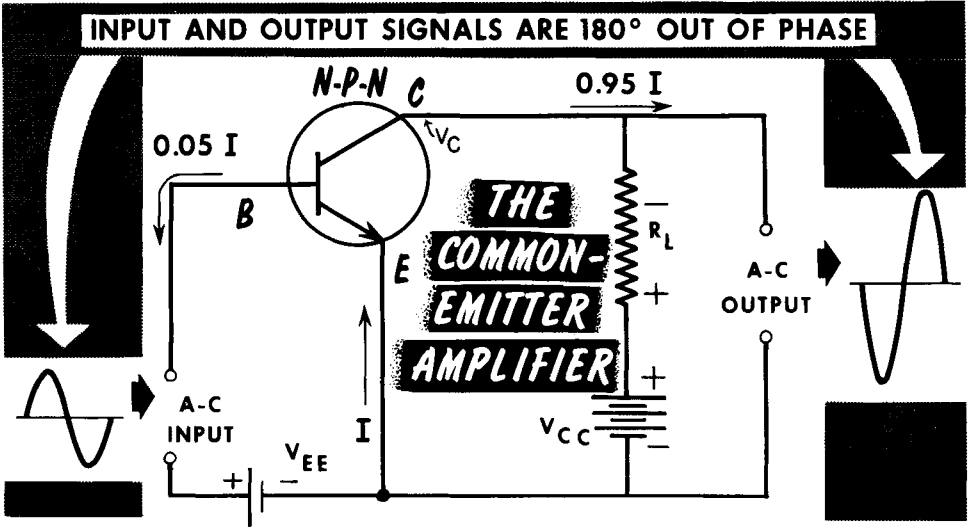 INPUT AND OUTPUT SIGNALS ARE 180° OUT OF PHASE
N-P-N
C
0.95 I
VC
0.05 I
B
E
THE
COMMON-
EMITTER
AMPLIFIER
−
RL
+
A-C
OUTPUT
A-C
INPUT
I
+
VCC
−
VEE
+ −